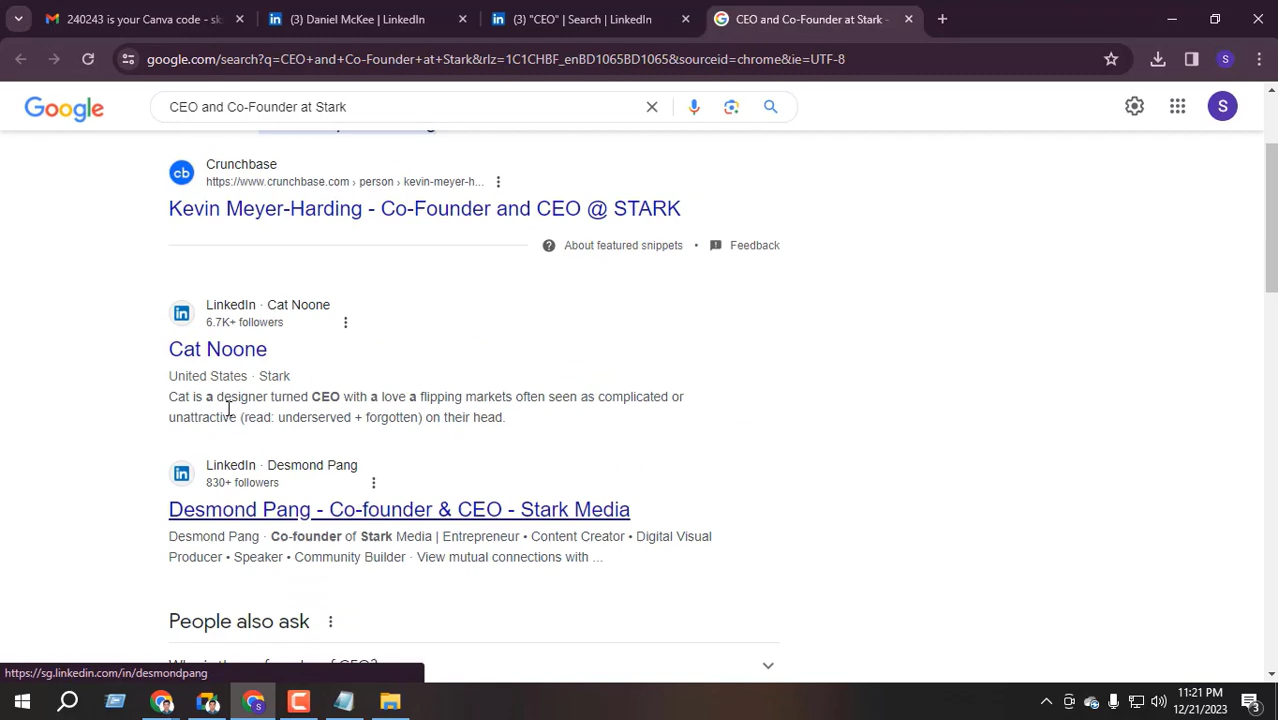 240243 is your Canva code - sk
(3) Daniel McKee | LinkedIn
(3) "CEO" | Search | LinkedIn
CEO and Co-Founder at Stark -
google.com/search?q=CEO+and+Co-Founder+at+Stark&rlz=1C1CHBF_enBD1065BD1065&sourceid=chrome&ie=UTF-8
S
Google
CEO and Co-Founder at Stark
S
cb
Crunchbase
https://www.crunchbase.com › person › kevin-meyer-h...
Kevin Meyer-Harding - Co-Founder and CEO @ STARK
About featured snippets • Feedback
in
LinkedIn · Cat Noone
6.7K+ followers
Cat Noone
United States · Stark
Cat is a designer turned CEO with a love a flipping markets often seen as complicated or
unattractive (read: underserved + forgotten) on their head.
in
LinkedIn · Desmond Pang
830+ followers
Desmond Pang - Co-founder & CEO - Stark Media
Desmond Pang · Co-founder of Stark Media | Entrepreneur • Content Creator • Digital Visual
Producer • Speaker • Community Builder · View mutual connections with ...
People also ask
https://sg.linkedin.com/in/desmondpang
11:21 PM
12/21/2023
3